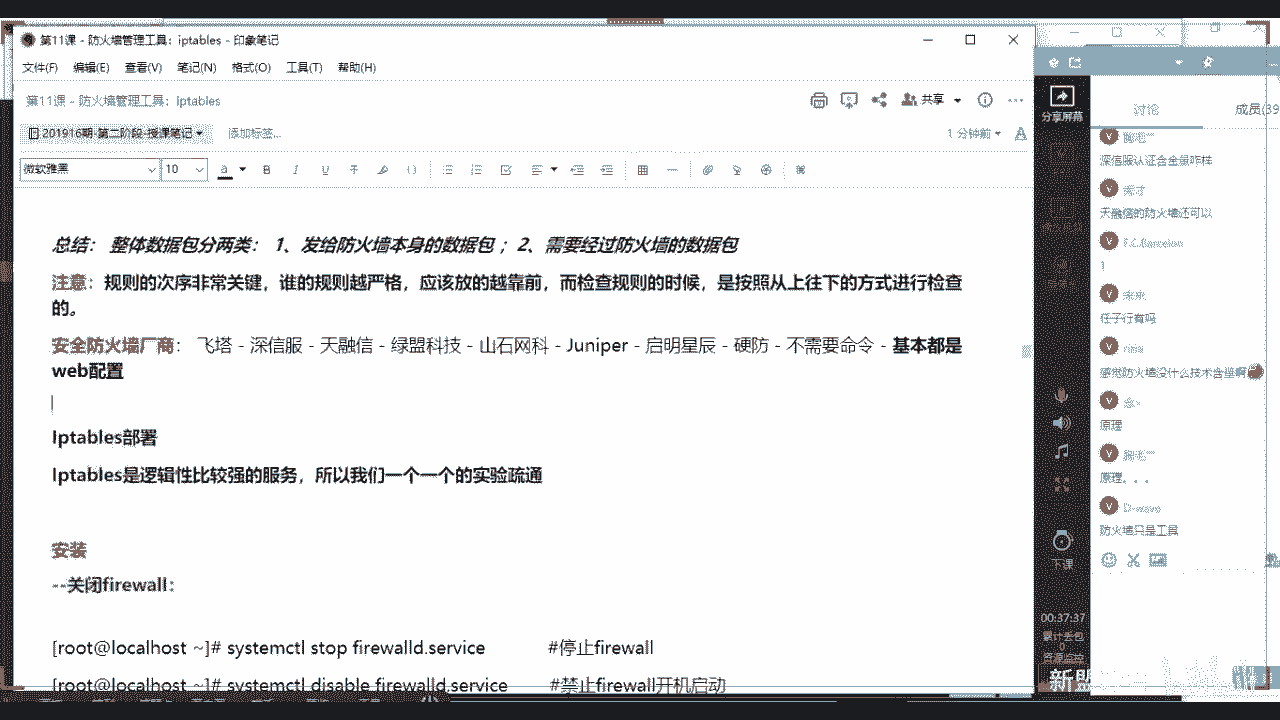 第11课 - 防火墙管理工具：iptables - 印象笔记
文件(F) 编辑(E) 查看(V) 笔记(N) 格式(O) 工具(T) 帮助(H)
第11课 - 防火墙管理工具：iptables
共享
201916期-第二阶段-授课笔记
添加标签...
1 分钟前
微软雅黑 10
总结： 整体数据包分两类： 1、发给防火墙本身的数据包 ； 2、需要经过防火墙的数据包
注意：规则的次序非常关键，谁的规则越严格，应该放的越靠前，而检查规则的时候，是按照从上往下的方式进行检查
的。
安全防火墙厂商： 飞塔 - 深信服 - 天融信 - 绿盟科技 - 山石网科 - Juniper - 启明星辰 - 硬防 - 不需要命令 - 基本都是
web配置
Iptables部署
Iptables是逻辑性比较强的服务，所以我们一个一个的实验疏通
安装
--关闭firewall：
[root@localhost ~]# systemctl stop firewalld.service #停止firewall
[root@localhost ~]# systemctl disable firewalld.service #禁止firewall开机启动
分享屏幕
下课
00:37:37
累计丢包
0
资源监控
讨论
成员(39
深信服认证含金量咋样
天融信的防火墙还可以
1
未来
任子行有吗
感觉防火墙没什么技术含量啊
原理
原理。。。
D-wave
防火墙只是工具